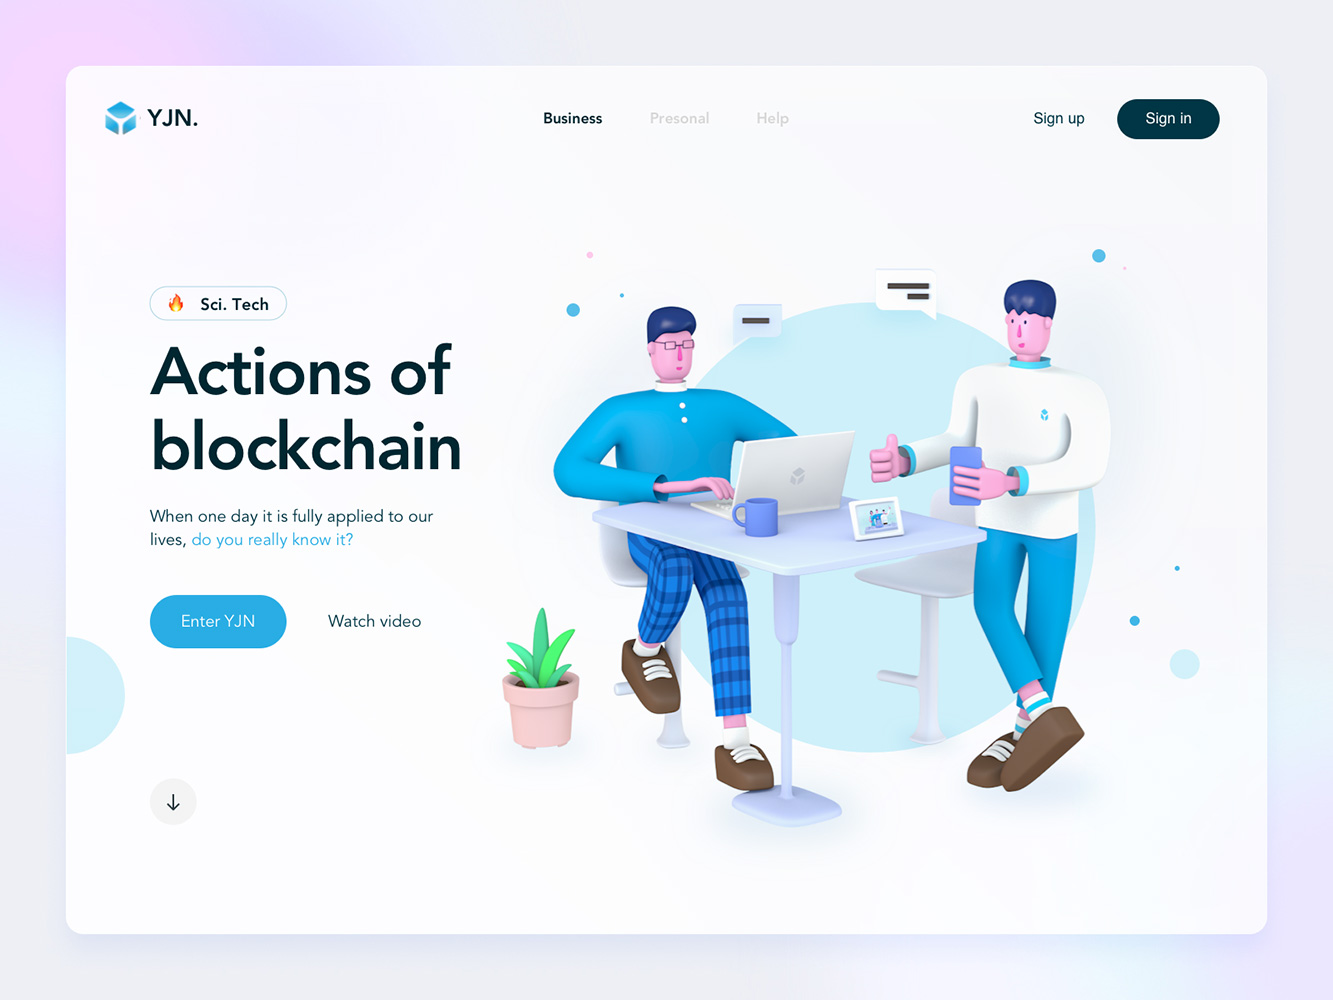 YJN.
Business
Presonal
Help
Sign up
Sign in
Sci. Tech
Actions of
blockchain
When one day it is fully applied to our
lives, do you really know it?
Enter YJN
Watch video